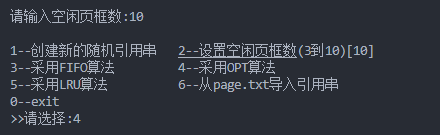 请输入空闲页框数:10
1--创建新的随机引用串 2--设置空闲页框数(3到10)[10]
3--采用FIFO算法 4--采用OPT算法
5--采用LRU算法 6--从page.txt导入引用串
0--exit
>>请选择:4